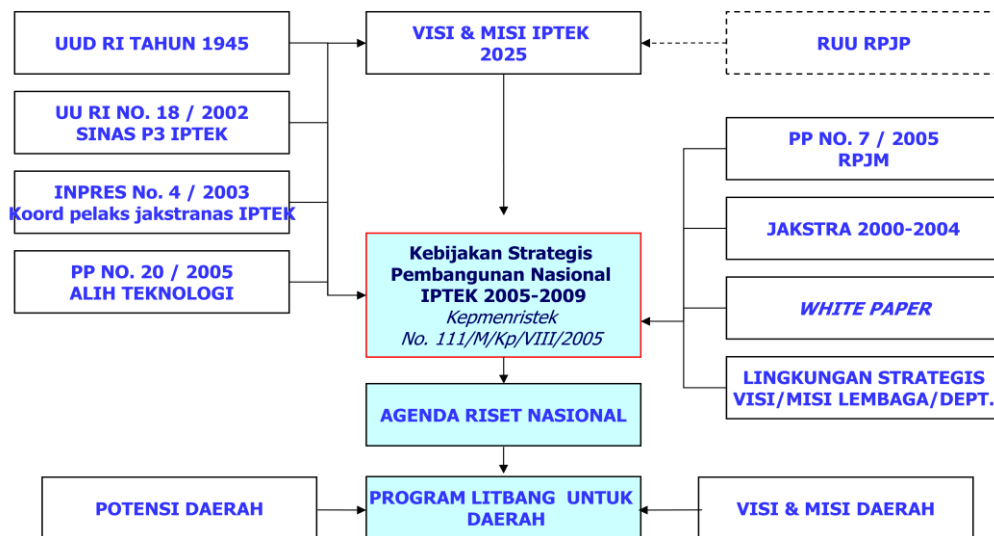 UUD RI TAHUN 1945
VISI & MISI IPTEK
2025
RUU RPJP
UU RI NO. 18 / 2002
SINAS P3 IPTEK
PP NO. 7 / 2005
RPJM
INPRES No. 4 / 2003
Koord pelaks jakstranas IPTEK
JAKSTRA 2000-2004
PP NO. 20 / 2005
ALIH TEKNOLOGI
Kebijakan Strategis
Pembangunan Nasional
IPTEK 2005-2009
Kepmenristek
No. 111/M/Kp/VIII/2005
WHITE PAPER
LINGKUNGAN STRATEGIS
VISI/MISI LEMBAGA/DEPT.
AGENDA RISET NASIONAL
POTENSI DAERAH
PROGRAM LITBANG UNTUK
DAERAH
VISI & MISI DAERAH